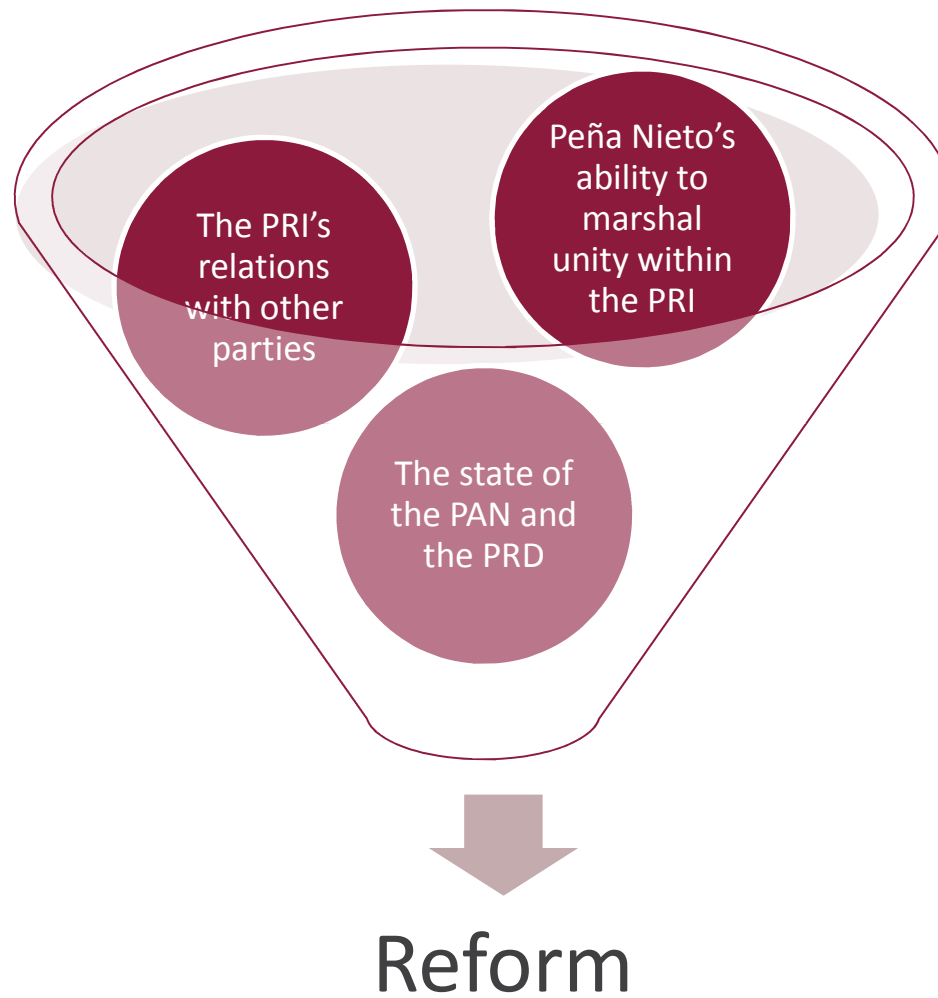 The PRI’s
relations
with other
parties
Peña Nieto’s
ability to
marshal
unity within
the PRI
The state of
the PAN and
the PRD
Reform